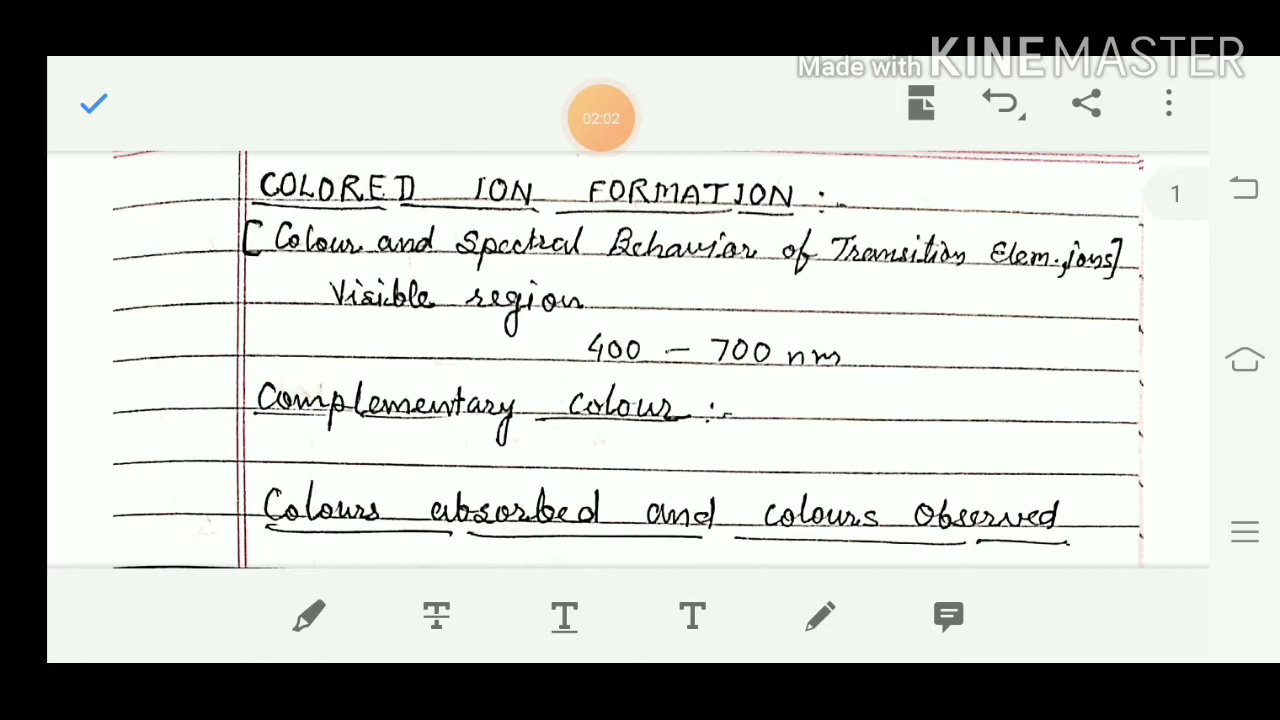 Made with KINEMASTER
02:02
1
COLORED ION FORMATION :-
[Colour and Spectral Behavior of Transition Elem. ions]
Visible region
400 - 700 nm
Complementary colour :-
Colours absorbed and colours observed